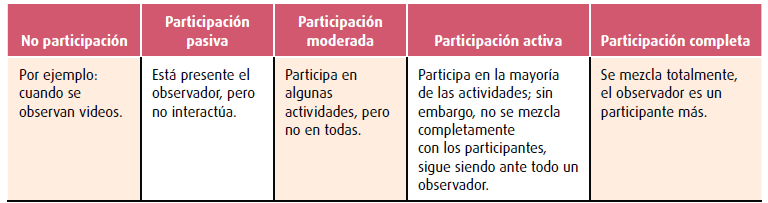 No participación
Participación
pasiva
Participación
moderada
Participación activa
Participación completa
Por ejemplo:
cuando se
observan videos.
Está presente el
observador, pero
no interactúa.
Participa en
algunas
actividades, pero
no en todas.
Participa en la mayoría
de las actividades; sin
embargo, no se mezcla
completamente
con los participantes,
sigue siendo ante todo un
observador.
Se mezcla totalmente,
el observador es un
participante más.